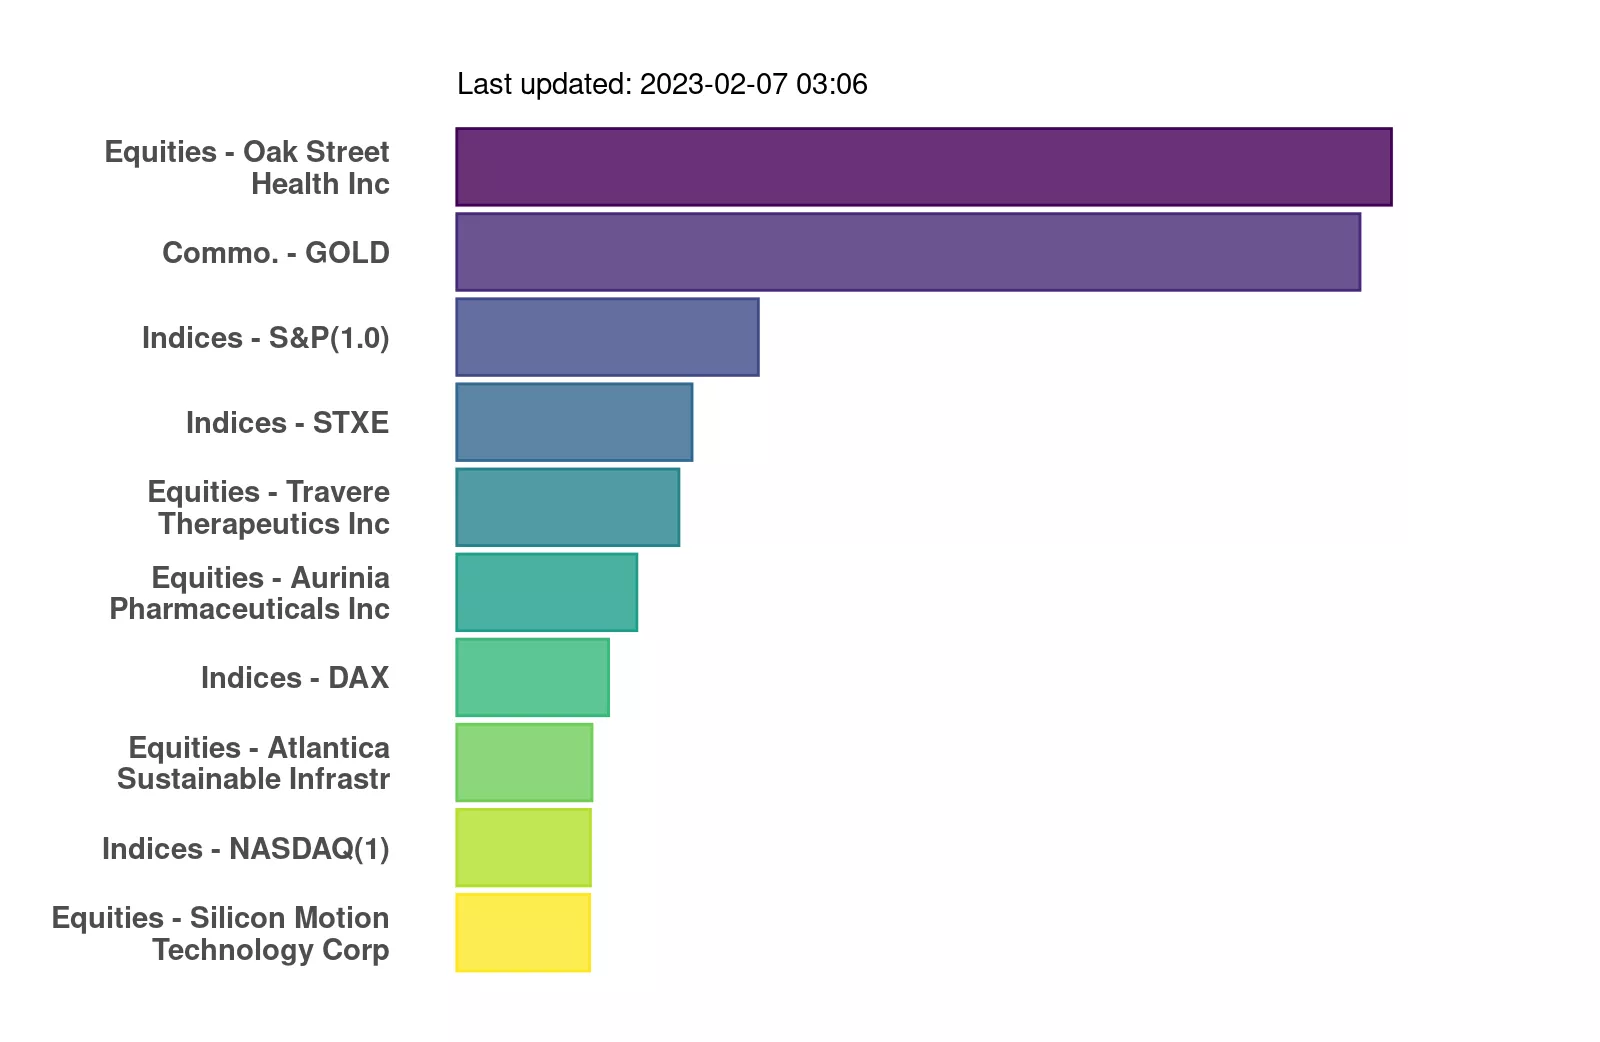 Last updated: 2023-02-07 03:06
Equities - Oak Street
Health Inc
Commo. - GOLD
Indices - S&P(1.0)
Indices - STXE
Equities - Travere
Therapeutics Inc
Equities - Aurinia
Pharmaceuticals Inc
Indices - DAX
Equities - Atlantica
Sustainable Infrastr
Indices - NASDAQ(1)
Equities - Silicon Motion
Technology Corp